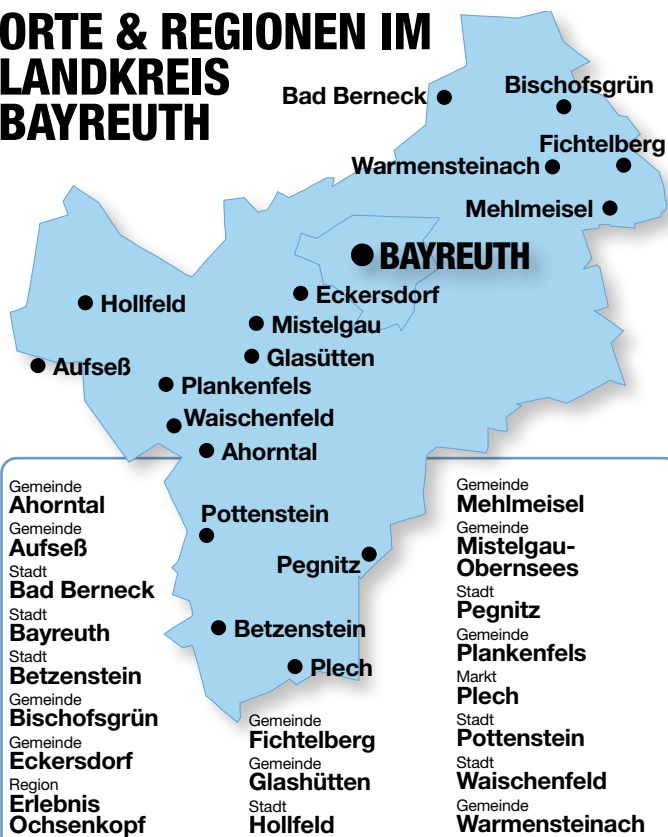 ORTE & REGIONEN IM
LANDKREIS
BAYREUTH
Bad Berneck
Bischofsgrün
Fichtelberg
Warmensteinach
Mehlmeisel
BAYREUTH
Eckersdorf
Hollfeld
Mistelgau
Glasütten
Aufseß
Plankenfels
Waischenfeld
Ahorntal
Pottenstein
Pegnitz
Betzenstein
Plech
Gemeinde
Ahorntal
Gemeinde
Aufseß
Stadt
Bad Berneck
Stadt
Bayreuth
Stadt
Betzenstein
Gemeinde
Bischofsgrün
Gemeinde
Eckersdorf
Region
Erlebnis
Ochsenkopf
Gemeinde
Fichtelberg
Gemeinde
Glashütten
Stadt
Hollfeld
Gemeinde
Mehlmeisel
Gemeinde
Mistelgau-
Obernsees
Stadt
Pegnitz
Gemeinde
Plankenfels
Markt
Plech
Stadt
Pottenstein
Stadt
Waischenfeld
Gemeinde
Warmensteinach